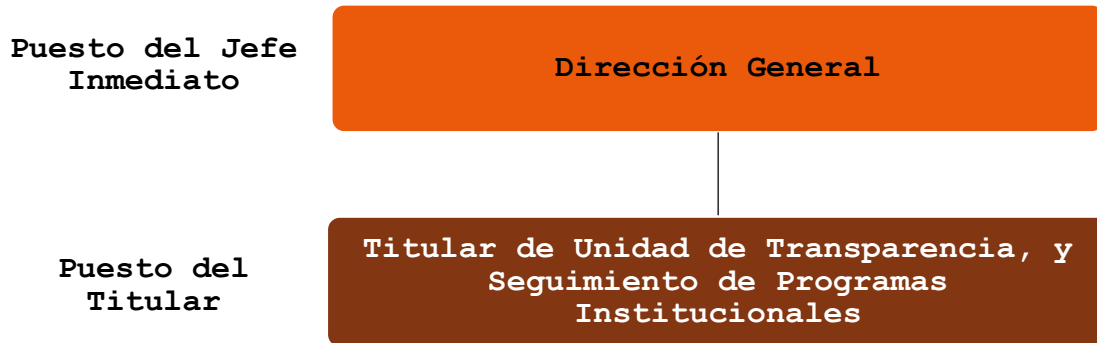 Puesto del Jefe
Inmediato
Dirección General
Puesto del
Titular
Titular de Unidad de Transparencia, y
Seguimiento de Programas
Institucionales